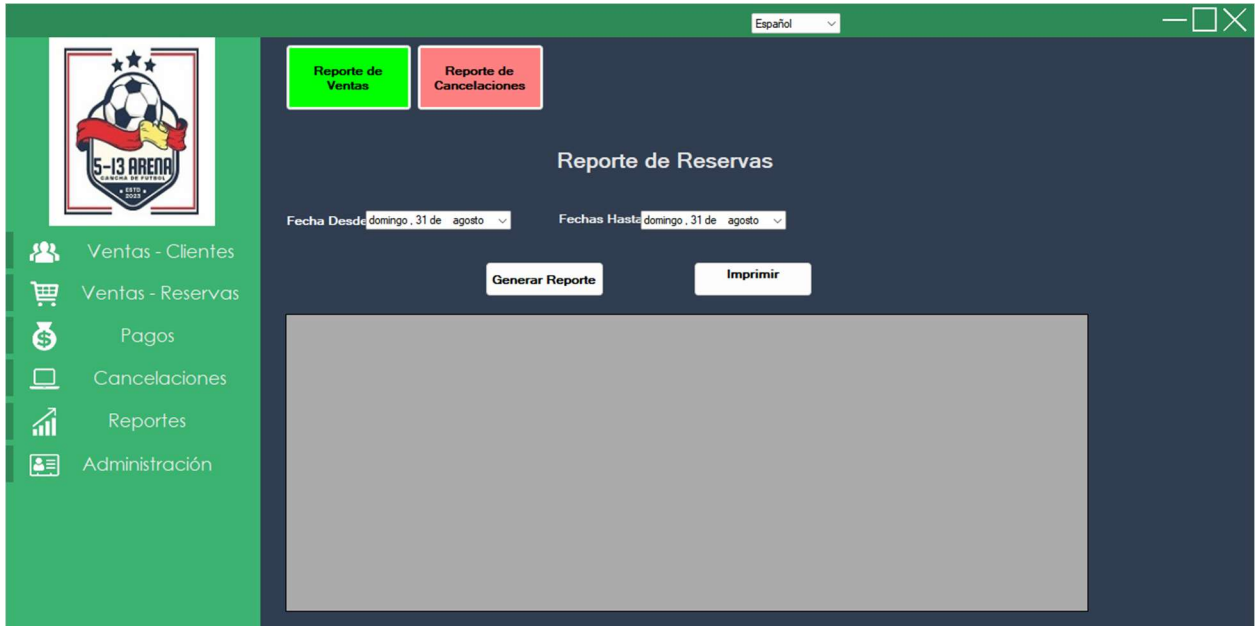 Español
5-13 ARENA
CANCHA DE FUTBOL
ESTD
2023
Reporte de
Ventas
Reporte de
Cancelaciones
Reporte de Reservas
Fecha Desde domingo , 31 de agosto
Fechas Hasta domingo , 31 de agosto
Generar Reporte
Imprimir
Ventas - Clientes
Ventas - Reservas
Pagos
Cancelaciones
Reportes
Administración